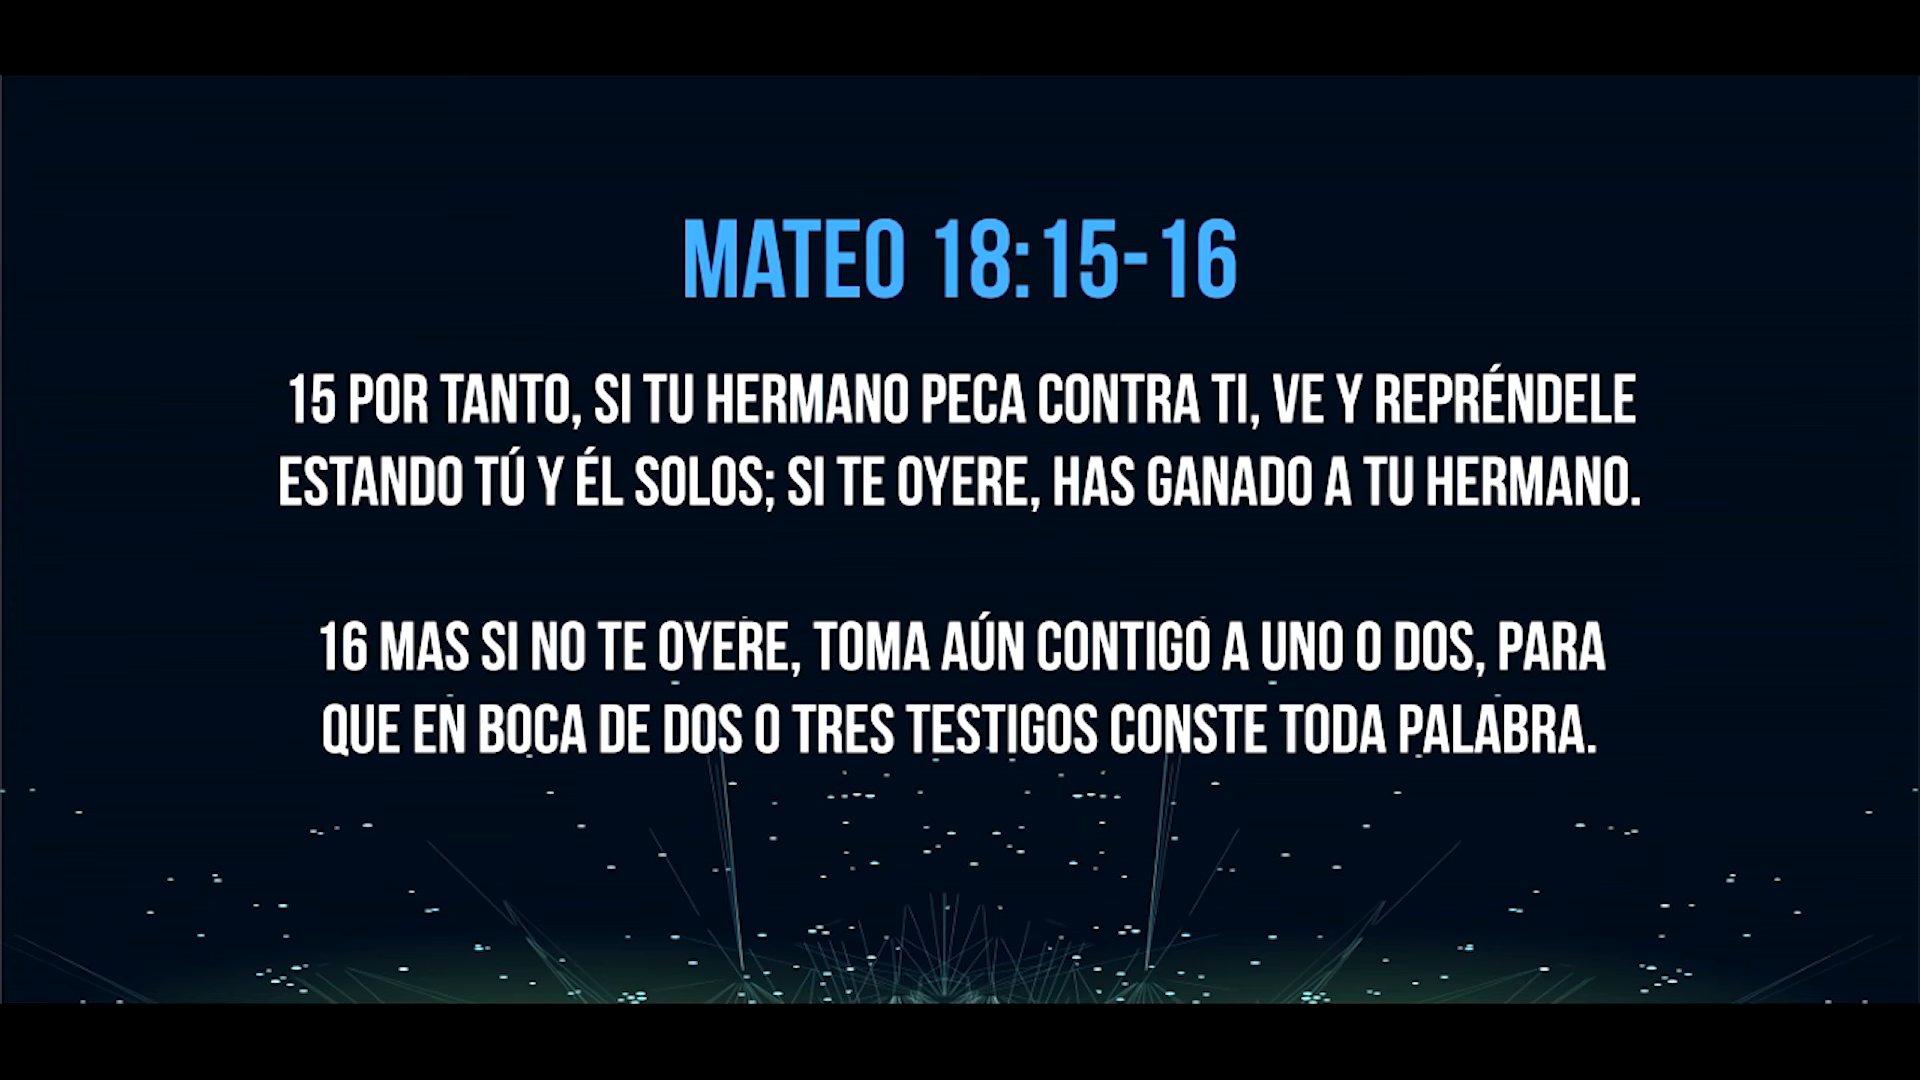 MATEO 18:15-16
15 POR TANTO, SI TU HERMANO PECA CONTRA TI, VE Y REPRÉNDELE
ESTANDO TÚ Y ÉL SOLOS; SI TE OYERE, HAS GANADO A TU HERMANO.
16 MAS SI NO TE OYERE, TOMA AÚN CONTIGO A UNO O DOS, PARA
QUE EN BOCA DE DOS O TRES TESTIGOS CONSTE TODA PALABRA.